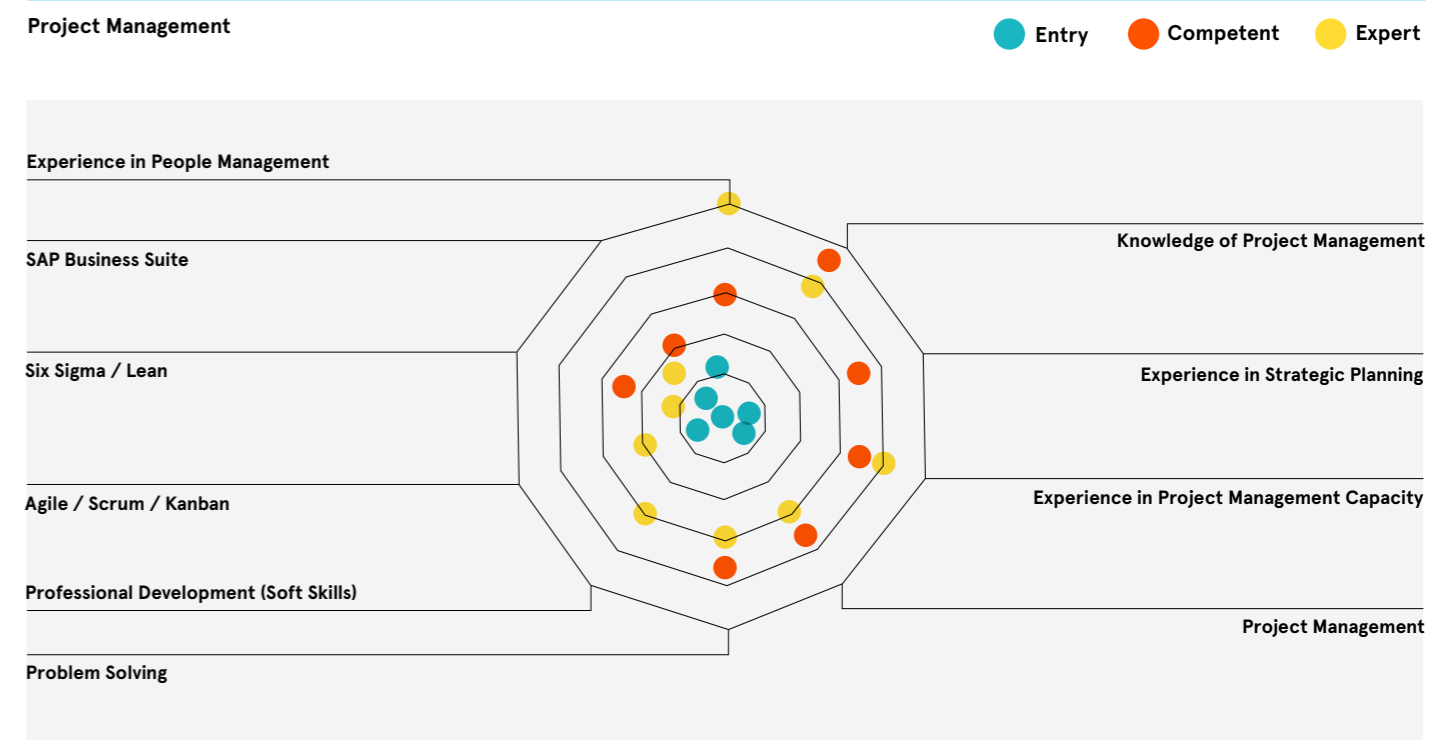 Project Management
Entry
Competent
Expert
Experience in People Management
Knowledge of Project Management
SAP Business Suite
Six Sigma / Lean
Experience in Strategic Planning
Agile / Scrum / Kanban
Experience in Project Management Capacity
Professional Development (Soft Skills)
Project Management
Problem Solving